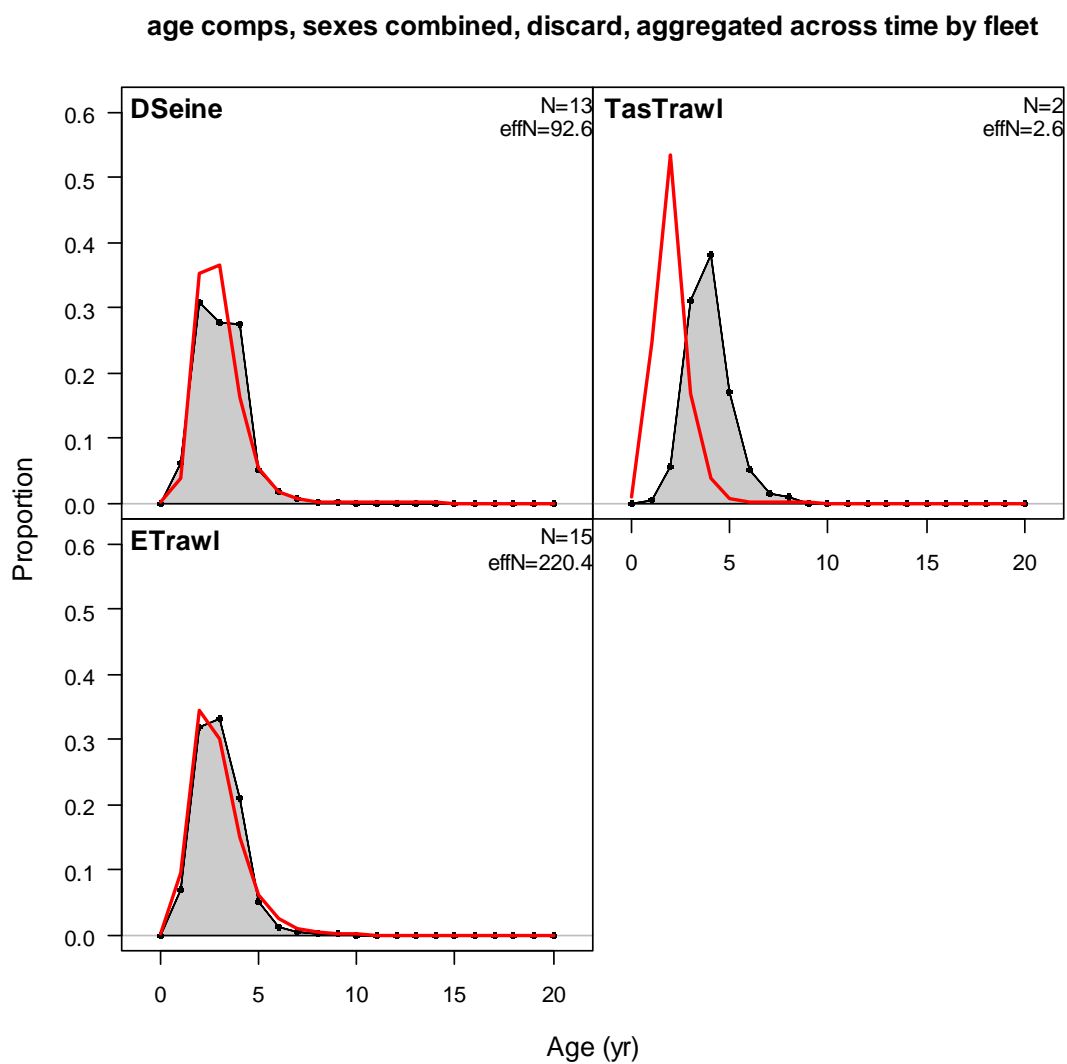 age comps, sexes combined, discard, aggregated across time by fleet
DSeine
N=13
effN=92.6
0.6
0.5
0.4
0.3
0.2
0.1
0.0
TasTrawl
N=2
effN=2.6
0 5 10 15 20
ETrawl
N=15
effN=220.4
0.6
0.5
0.4
0.3
0.2
0.1
0.0
0 5 10 15 20
Proportion
Age (yr)